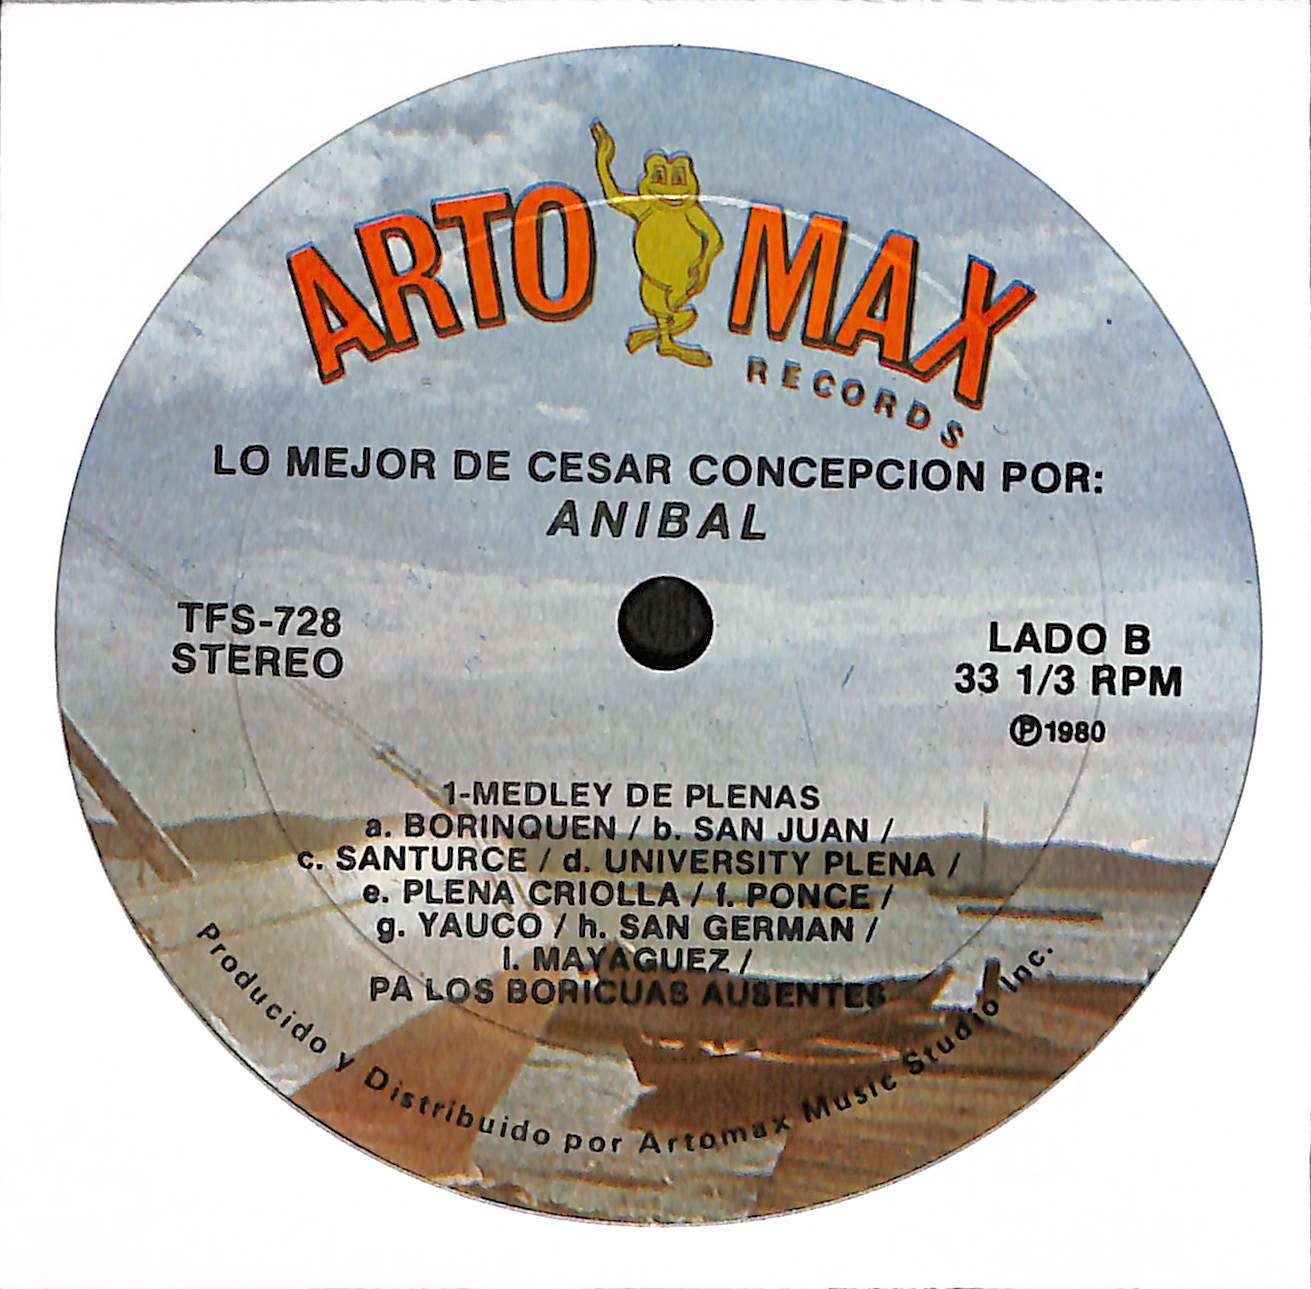 ARTO MAX
RECORDS
LO MEJOR DE CESAR CONCEPCION POR:
ANIBAL
TFS-728
STEREO
LADO B
33 1/3 RPM
Ⓟ1980
1-MEDLEY DE PLENAS
a. BORINQUEN / b. SAN JUAN /
c. SANTURCE / d. UNIVERSITY PLENA /
e. PLENA CRIOLLA / f. PONCE /
g. YAUCO / h. SAN GERMAN /
I. MAYAGUEZ /
PA LOS BORICUAS AUSENTES
Producido y Distribuido por Artomax Music Studio Inc.